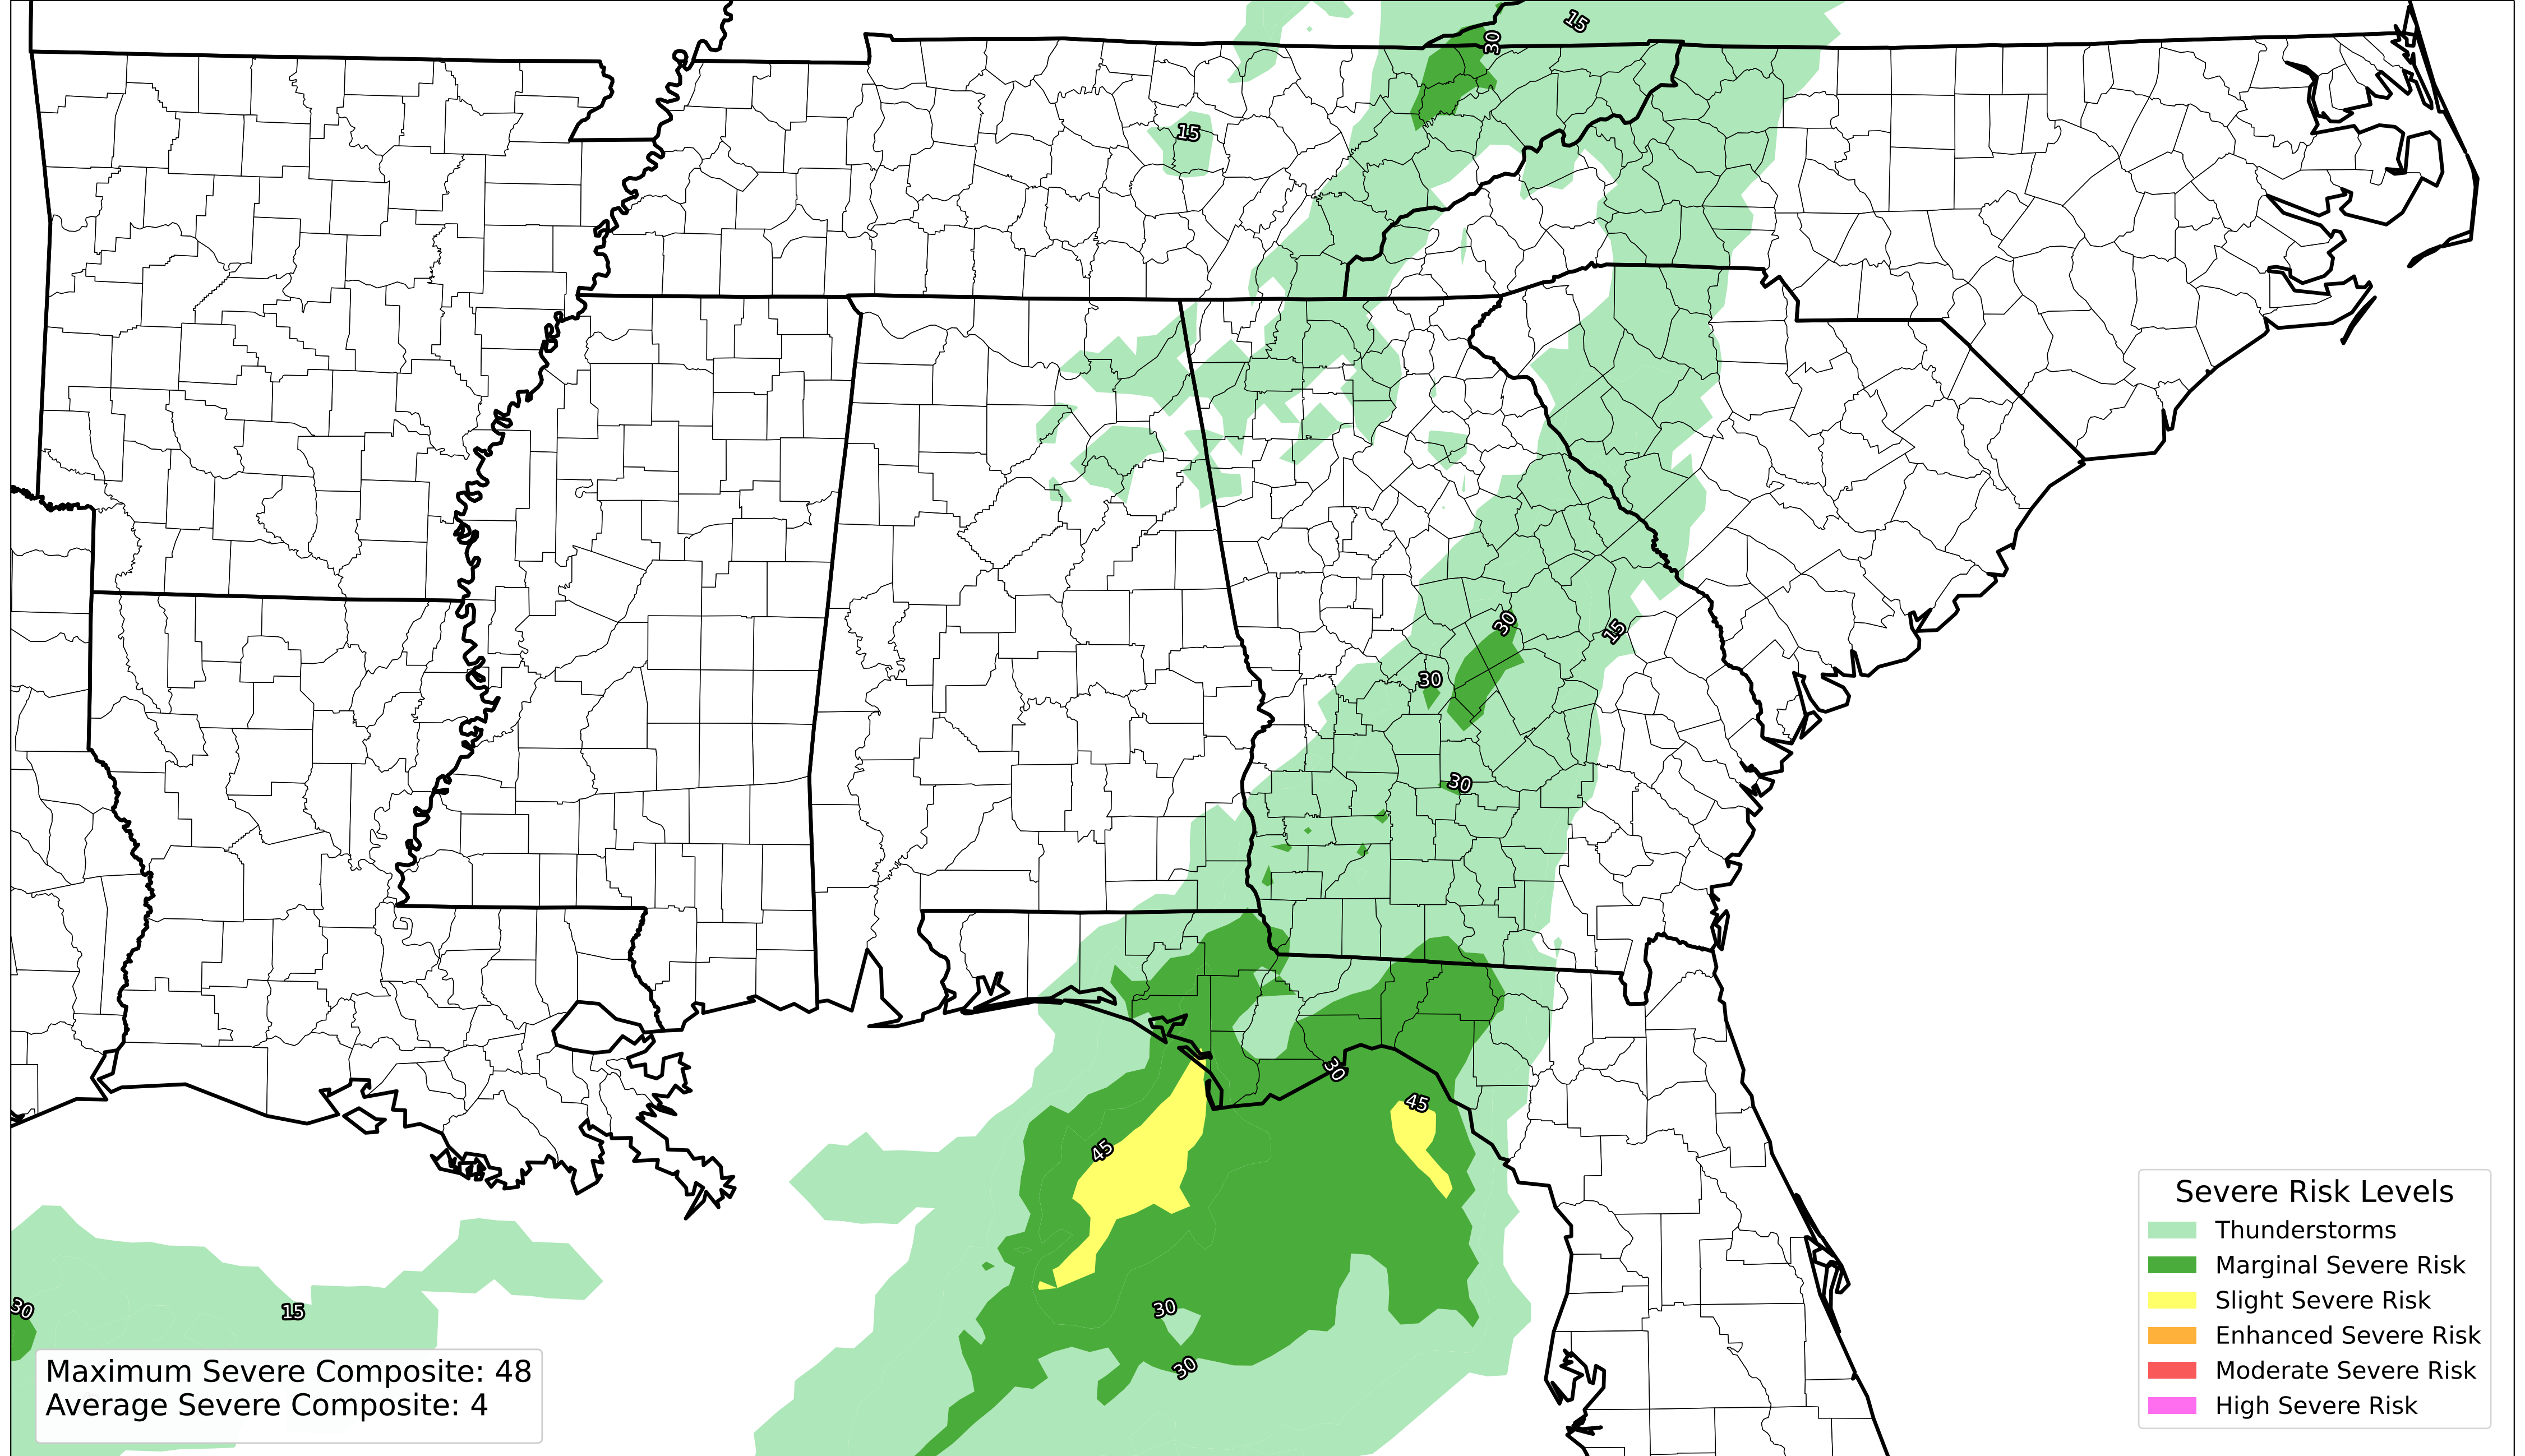 15
30
15
30
15
30
30
30
45
45
30
15
30
30
Severe Risk Levels
Thunderstorms
Marginal Severe Risk
Slight Severe Risk
Enhanced Severe Risk
Moderate Severe Risk
High Severe Risk
Maximum Severe Composite: 48
Average Severe Composite: 4